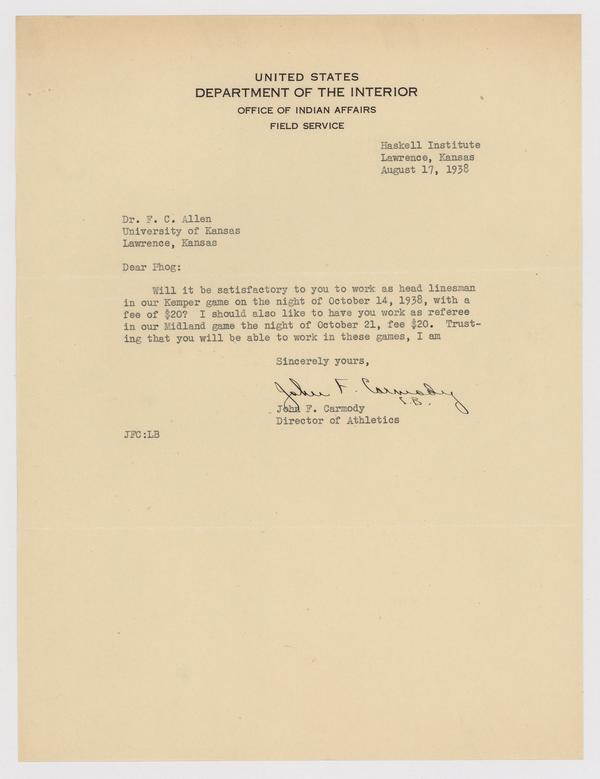 UNITED STATES
DEPARTMENT OF THE INTERIOR
OFFICE OF INDIAN AFFAIRS
FIELD SERVICE
Haskell Institute
Lawrence, Kansas
August 17, 1938
Dr. F. C. Allen
University of Kansas
Lawrence, Kansas
Dear Phog:
Will it be satisfactory to you to work as head linesman
in our Kemper game on the night of October 14, 1938, with a
fee of $20? I should also like to have you work as referee
in our Midland game the night of October 21, fee $20. Trust-
ing that you will be able to work in these games, I am
Sincerely yours,
John F. Carmody
John F. Carmody
Director of Athletics
JFC:LB